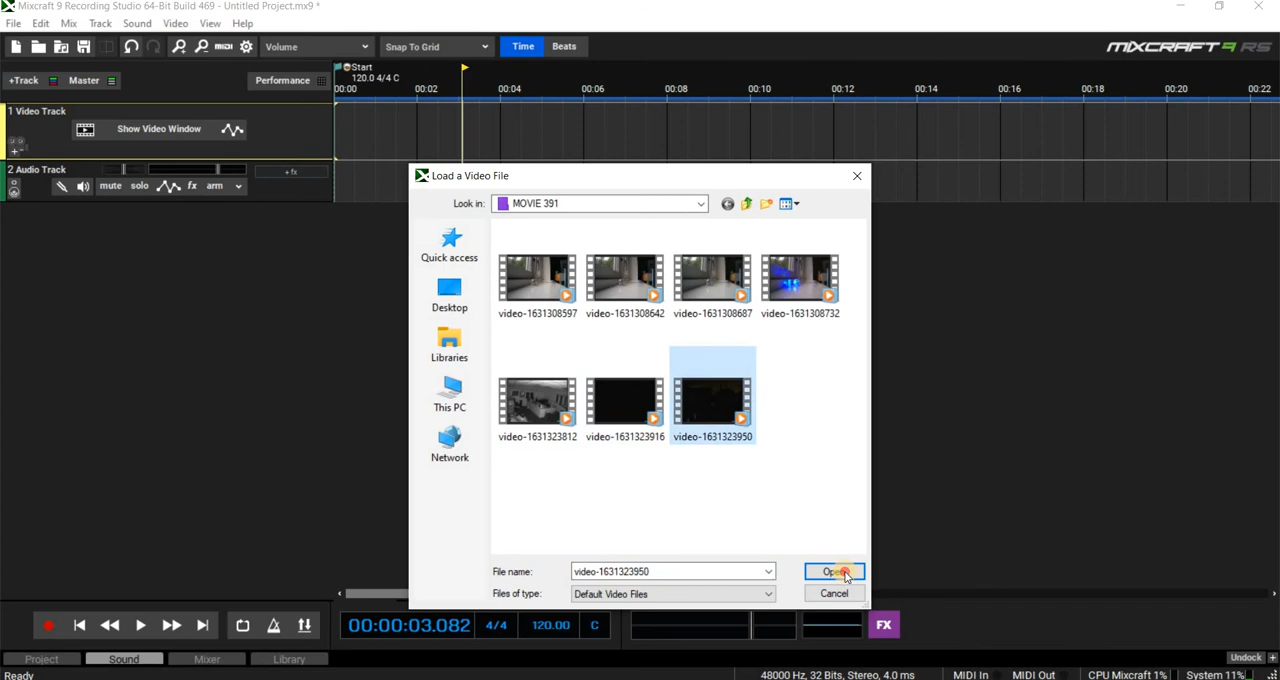 Mixcraft 9 Recording Studio 64-Bit Build 469 - Untitled Project.mx9 *
File Edit Mix Track Sound Video View Help
MIDI Volume Snap To Grid Time Beats MIXCRAFT 9 RS
+Track Master Performance
Start
120.0 4/4 C
00:00 00:02 00:04 00:06 00:08 00:10 00:12 00:14 00:16 00:18 00:20 00:22
1 Video Track
Show Video Window
2 Audio Track
+fx
mute solo fx arm
Load a Video File
Look in: MOVIE 391
Quick access
Desktop
Libraries
This PC
Network
video-1631308597 video-1631308642 video-1631308687 video-1631308732
video-1631323812 video-1631323916 video-1631323950
File name: video-1631323950 Open
Files of type: Default Video Files Cancel
00:00:03.082 4/4 120.00 C FX
Project Sound Mixer Library Undock +
Ready 48000 Hz, 32 Bits, Stereo, 4.0 ms MIDI In MIDI Out CPU Mixcraft 1% System 11%